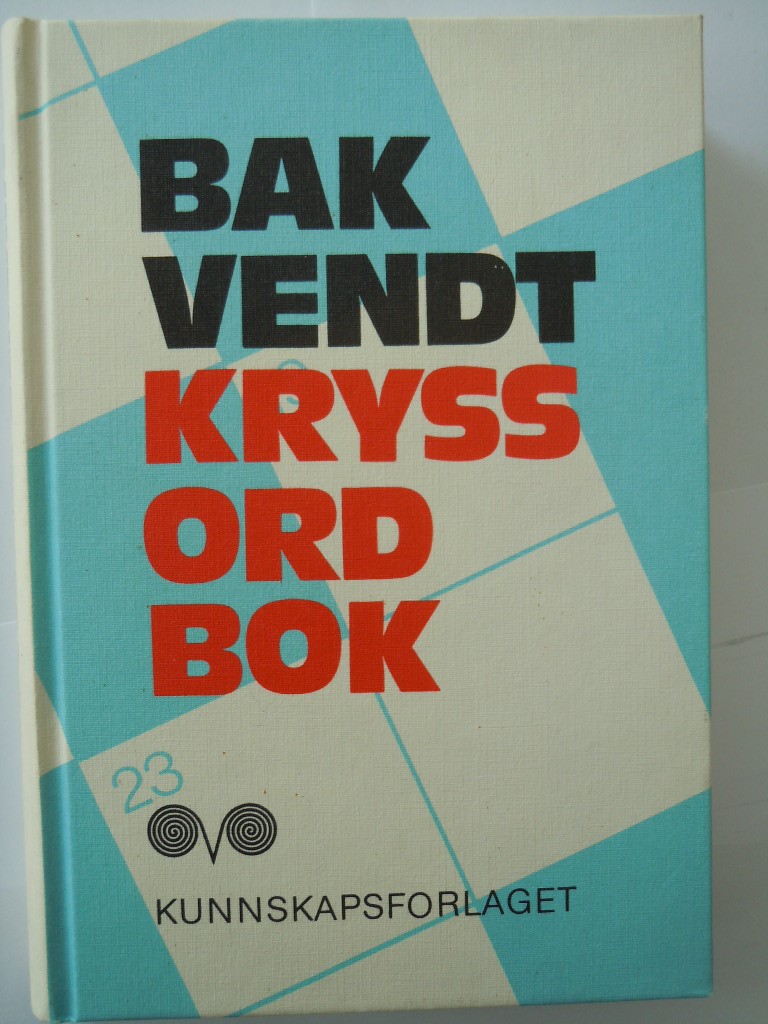 BAK
VENDT
KRYSS
ORD
BOK
23
KUNNSKAPSFORLAGET